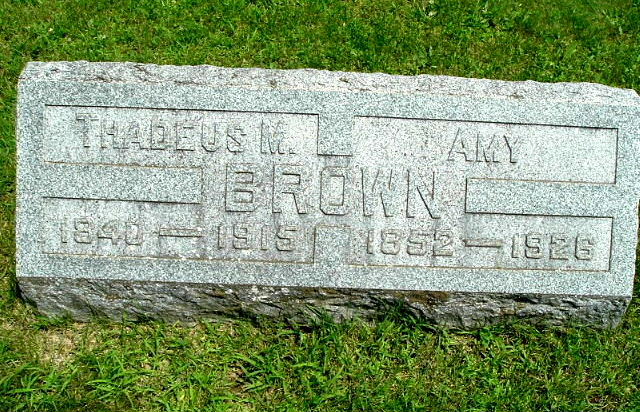 THADEUS M. AMY
BROWN
1840 — 1915 1852 — 1926